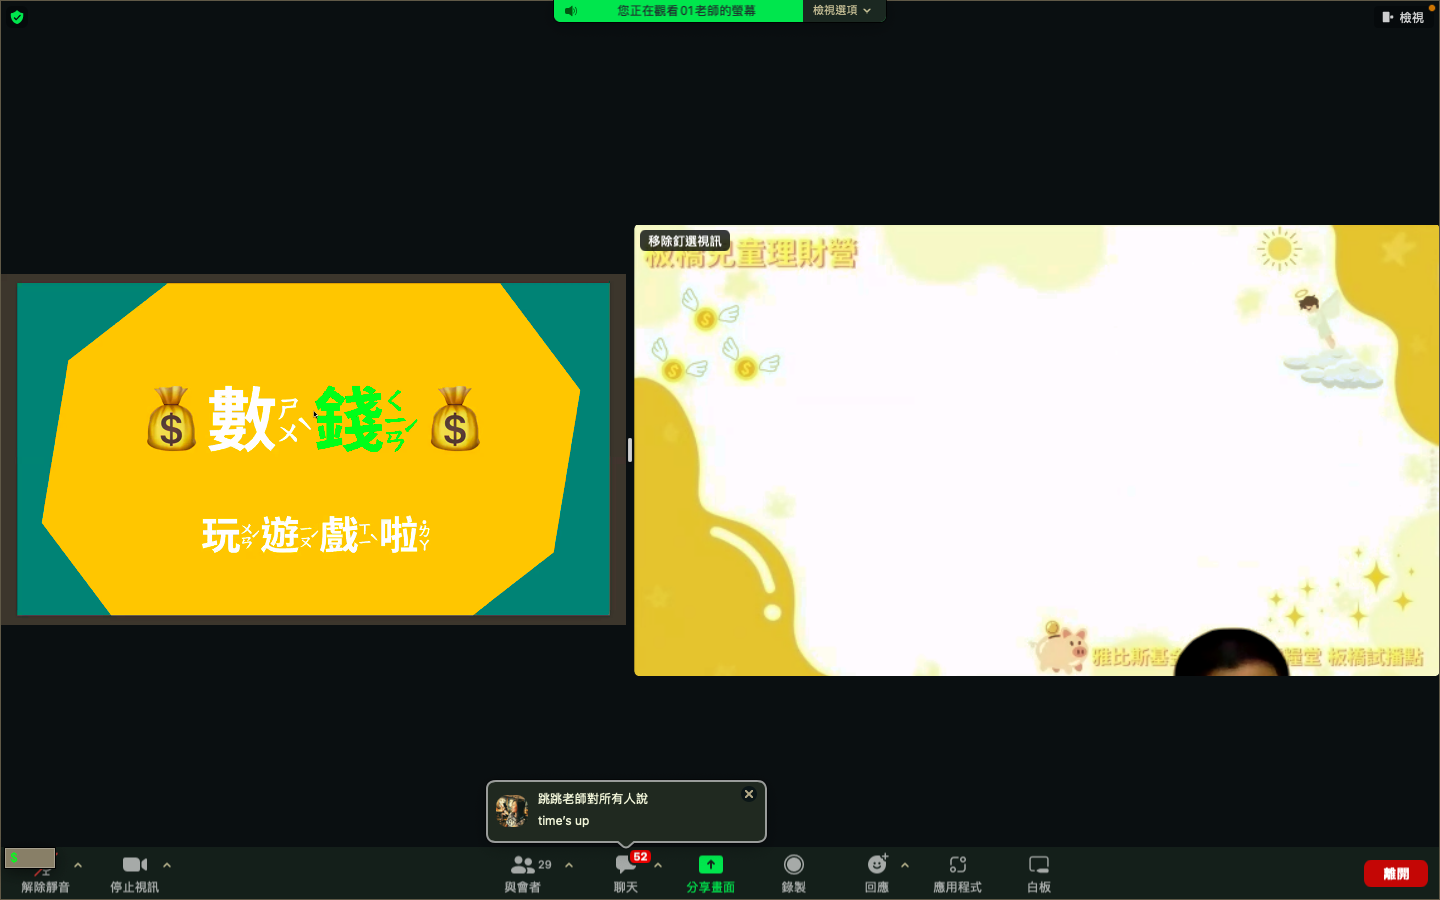 您正在觀看01老師的螢幕
檢視選項
檢視
移除釘選視訊
板橋兒童理財營
數ㄕㄨˋ錢ㄑㄧㄢˊ
玩ㄨㄢˊ遊ㄧㄡˊ戲ㄒㄧˋ啦˙ㄌㄚ
雅比斯基
糧堂 板橋試播點
跳跳老師對所有人說
time's up
$
解除靜音
停止視訊
29
與會者
52
聊天
分享畫面
錄製
回應
應用程式
白板
離開